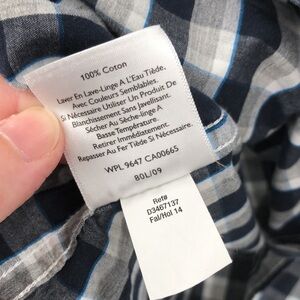 100% Coton
Laver En Lave-Linge A L'Eau Tiède,
Avec Couleurs Semblables.
Si Nécessaire Utiliser Un Produit De
Blanchissement Sans Javellisant.
Sécher Au Sèche-linge A
Basse Température.
Retirer Immédiatement.
Repasser Au Fer Tiède Si Nécessaire.
WPL 9647 CA00665
BOL/09
Ref#
D3467137
Fal/Hol 14